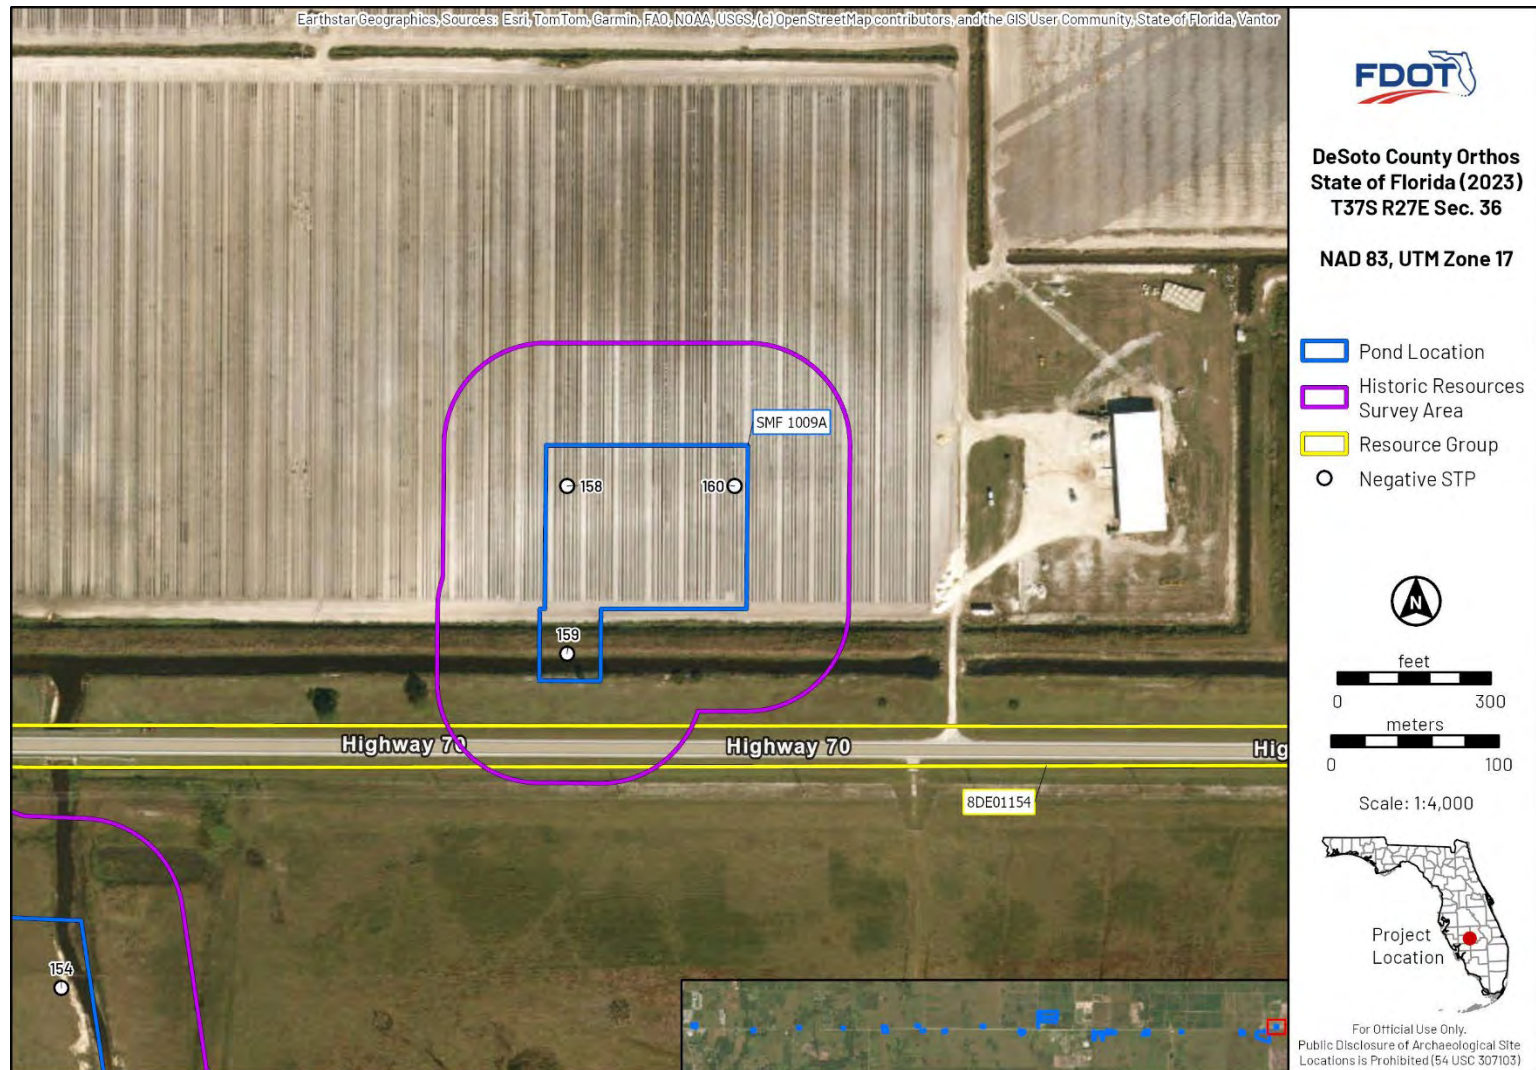 Earthstar Geographics, Sources: Esri, TomTom, Garmin, FAO, NOAA, USGS, (c) OpenStreetMap contributors, and the GIS User Community, State of Florida, Vantor
SMF 1009A
158
160
159
Highway 70
Highway 70
Hig
8DE01154
154
FDOT
DeSoto County Orthos
State of Florida (2023)
T37S R27E Sec. 36
NAD 83, UTM Zone 17
Pond Location
Historic Resources
Survey Area
Resource Group
Negative STP
N
feet
0 300
meters
0 100
Scale: 1:4,000
Project
Location
For Official Use Only.
Public Disclosure of Archaeological Site
Locations is Prohibited (54 USC 307103)